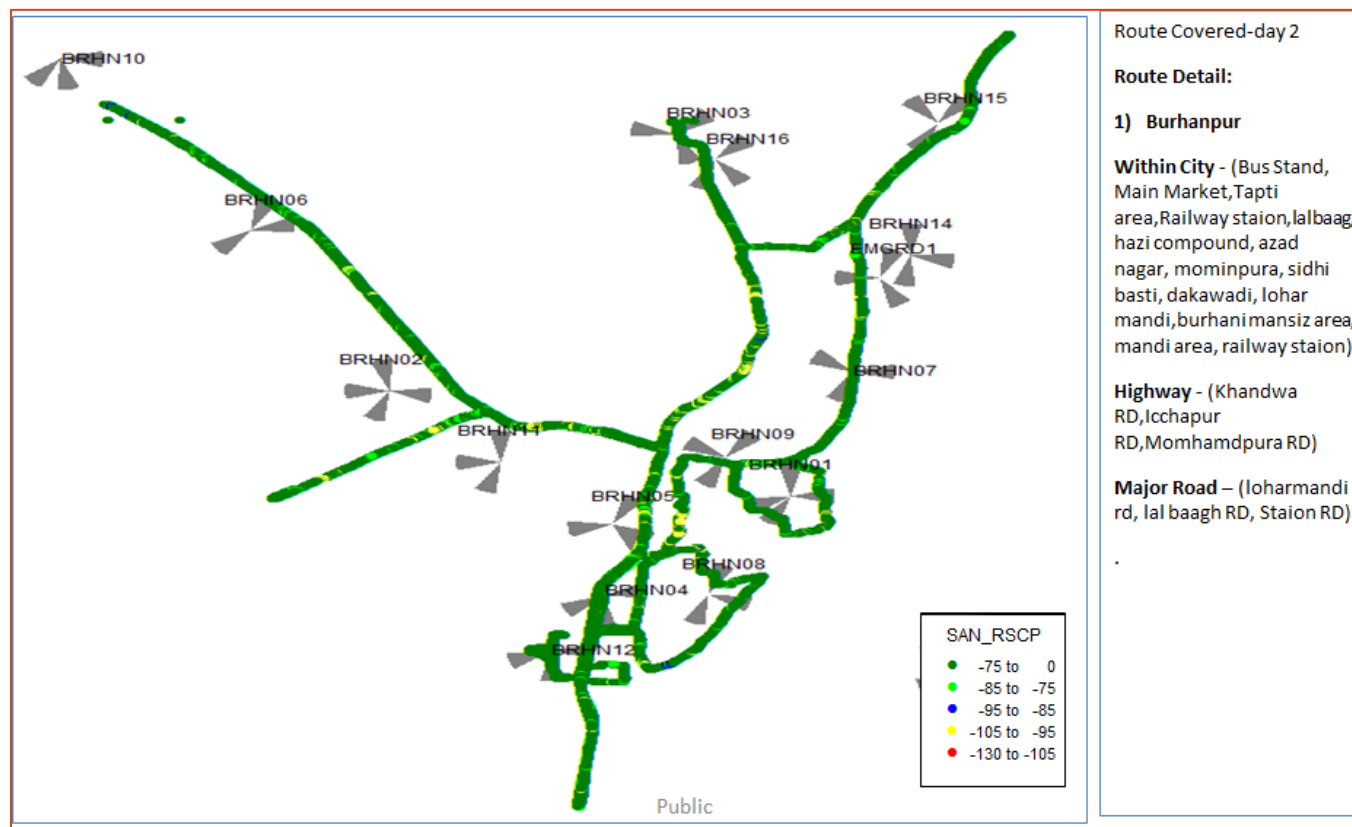 BRHN10
BRHN03
BRHN15
BRHN16
BRHN06
BRHN14
EMGRD1
BRHN02
BRHN07
BRHN11
BRHN09
BRHN01
BRHN05
BRHN08
BRHN04
BRHN12
SAN_RSCP
-75 to 0
-85 to -75
-95 to -85
-105 to -95
-130 to -105
Public
Route Covered-day 2
Route Detail:
1) Burhanpur
Within City - (Bus Stand,
Main Market,Tapti
area,Railway staion,lalbaag,
hazi compound, azad
nagar, mominpura, sidhi
basti, dakawadi, lohar
mandi,burhani mansiz area,
mandi area, railway staion)
Highway - (Khandwa
RD,Icchapur
RD,Momhamdpura RD)
Major Road – (loharmandi
rd, lal baagh RD, Staion RD)
.